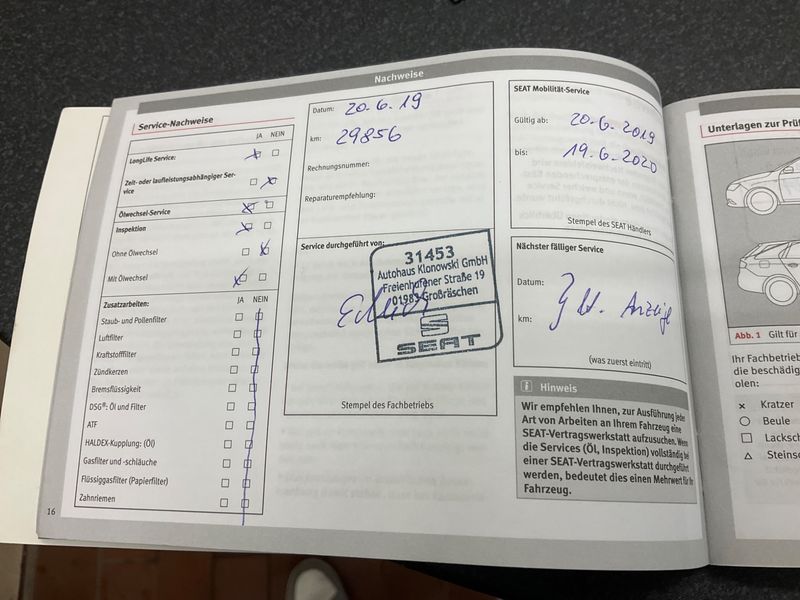 Nachweise
Service-Nachweise
JA NEIN
LongLife Service:
Zeit- oder laufleistungsabhängiger Ser-
vice
Ölwechsel-Service
Inspektion
Ohne Ölwechsel
Mit Ölwechsel
Zusatzarbeiten: JA NEIN
Staub- und Pollenfilter
Luftfilter
Kraftstofffilter
Zündkerzen
Bremsflüssigkeit
DSG®: Öl und Filter
ATF
HALDEX-Kupplung: (Öl)
Gasfilter und -schläuche
Flüssiggasfilter (Papierfilter)
Zahnriemen
16
Datum: 20.6.19
km: 29856
Rechnungsnummer:
Reparaturempfehlung:
Service durchgeführt von:
31453
Autohaus Klonowski GmbH
Freienhufener Straße 19
01983 Großräschen
SEAT
Stempel des Fachbetriebs
SEAT Mobilität-Service
Gültig ab: 20.6.2019
bis: 19.6.2020
Stempel des SEAT Händlers
Nächster fälliger Service
Datum:
km:
lt. Anzeige
(was zuerst eintritt)
i Hinweis
Wir empfehlen Ihnen, zur Ausführung jeder
Art von Arbeiten an Ihrem Fahrzeug eine
SEAT-Vertragswerkstatt aufzusuchen. Wenn
die Services (Öl, Inspektion) vollständig bei
einer SEAT-Vertragswerkstatt durchgeführt
werden, bedeutet dies einen Mehrwert für Ihr
Fahrzeug.
Unterlagen zur Prüf
Abb. 1 Gilt für
Ihr Fachbetrieb
die beschädig
olen:
× Kratzer
Beule
Lacksch
Steinsc